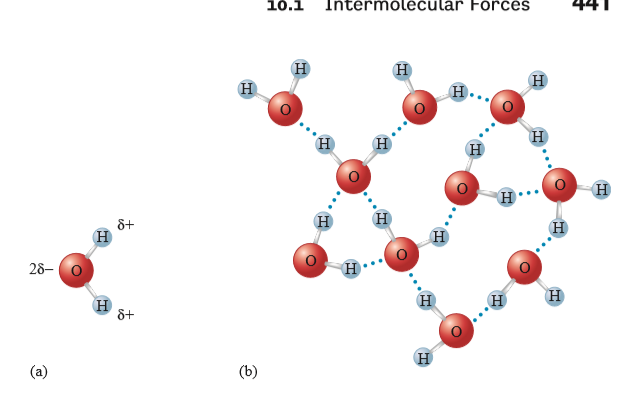 10.1 Intermolecular Forces 441
H H H H
H H
O O O
H H H H
O O O H
H H
H δ+ H H H
2δ– O O H O O
H δ+ H H H
O
(a) (b) H